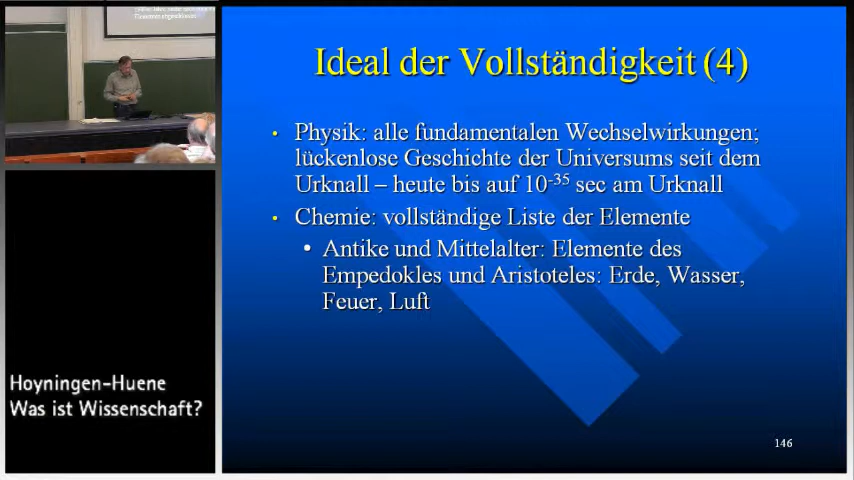 Ideal der Vollständigkeit (4)
• Physik: alle fundamentalen Wechselwirkungen;
lückenlose Geschichte der Universums seit dem
Urknall – heute bis auf 10⁻³⁵ sec am Urknall
• Chemie: vollständige Liste der Elemente
• Antike und Mittelalter: Elemente des
Empedokles und Aristoteles: Erde, Wasser,
Feuer, Luft
Hoyningen-Huene
Was ist Wissenschaft?
146